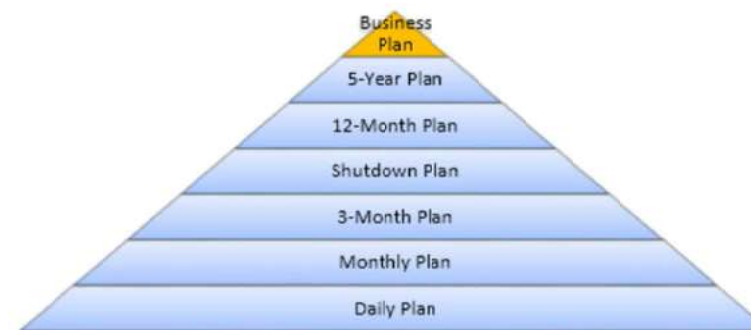 Business
Plan
5-Year Plan
12-Month Plan
Shutdown Plan
3-Month Plan
Monthly Plan
Daily Plan